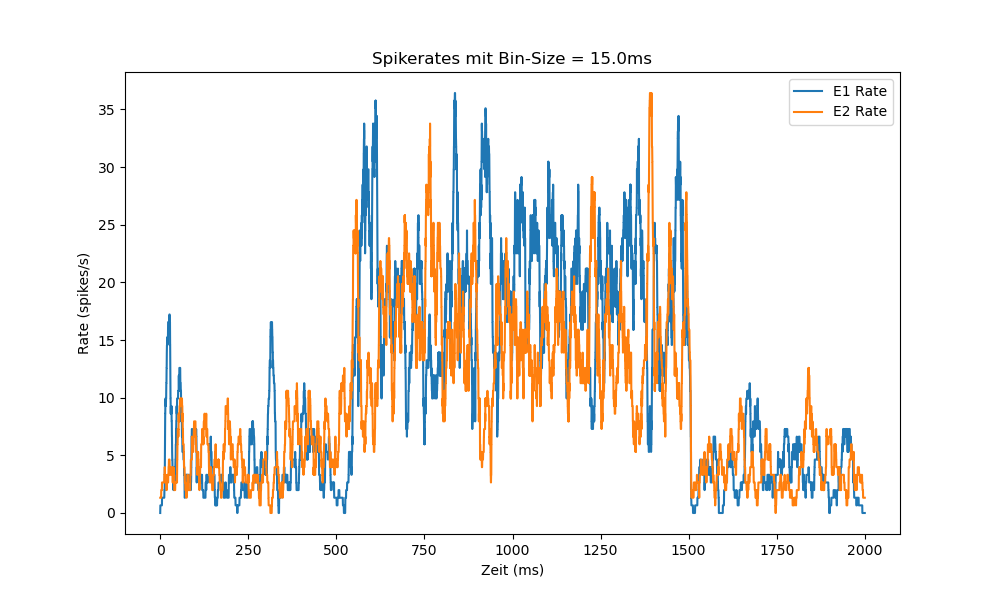 Spikerates mit Bin-Size = 15.0ms
E1 Rate
E2 Rate
Rate (spikes/s)
35
30
25
20
15
10
5
0
0 250 500 750 1000 1250 1500 1750 2000
Zeit (ms)